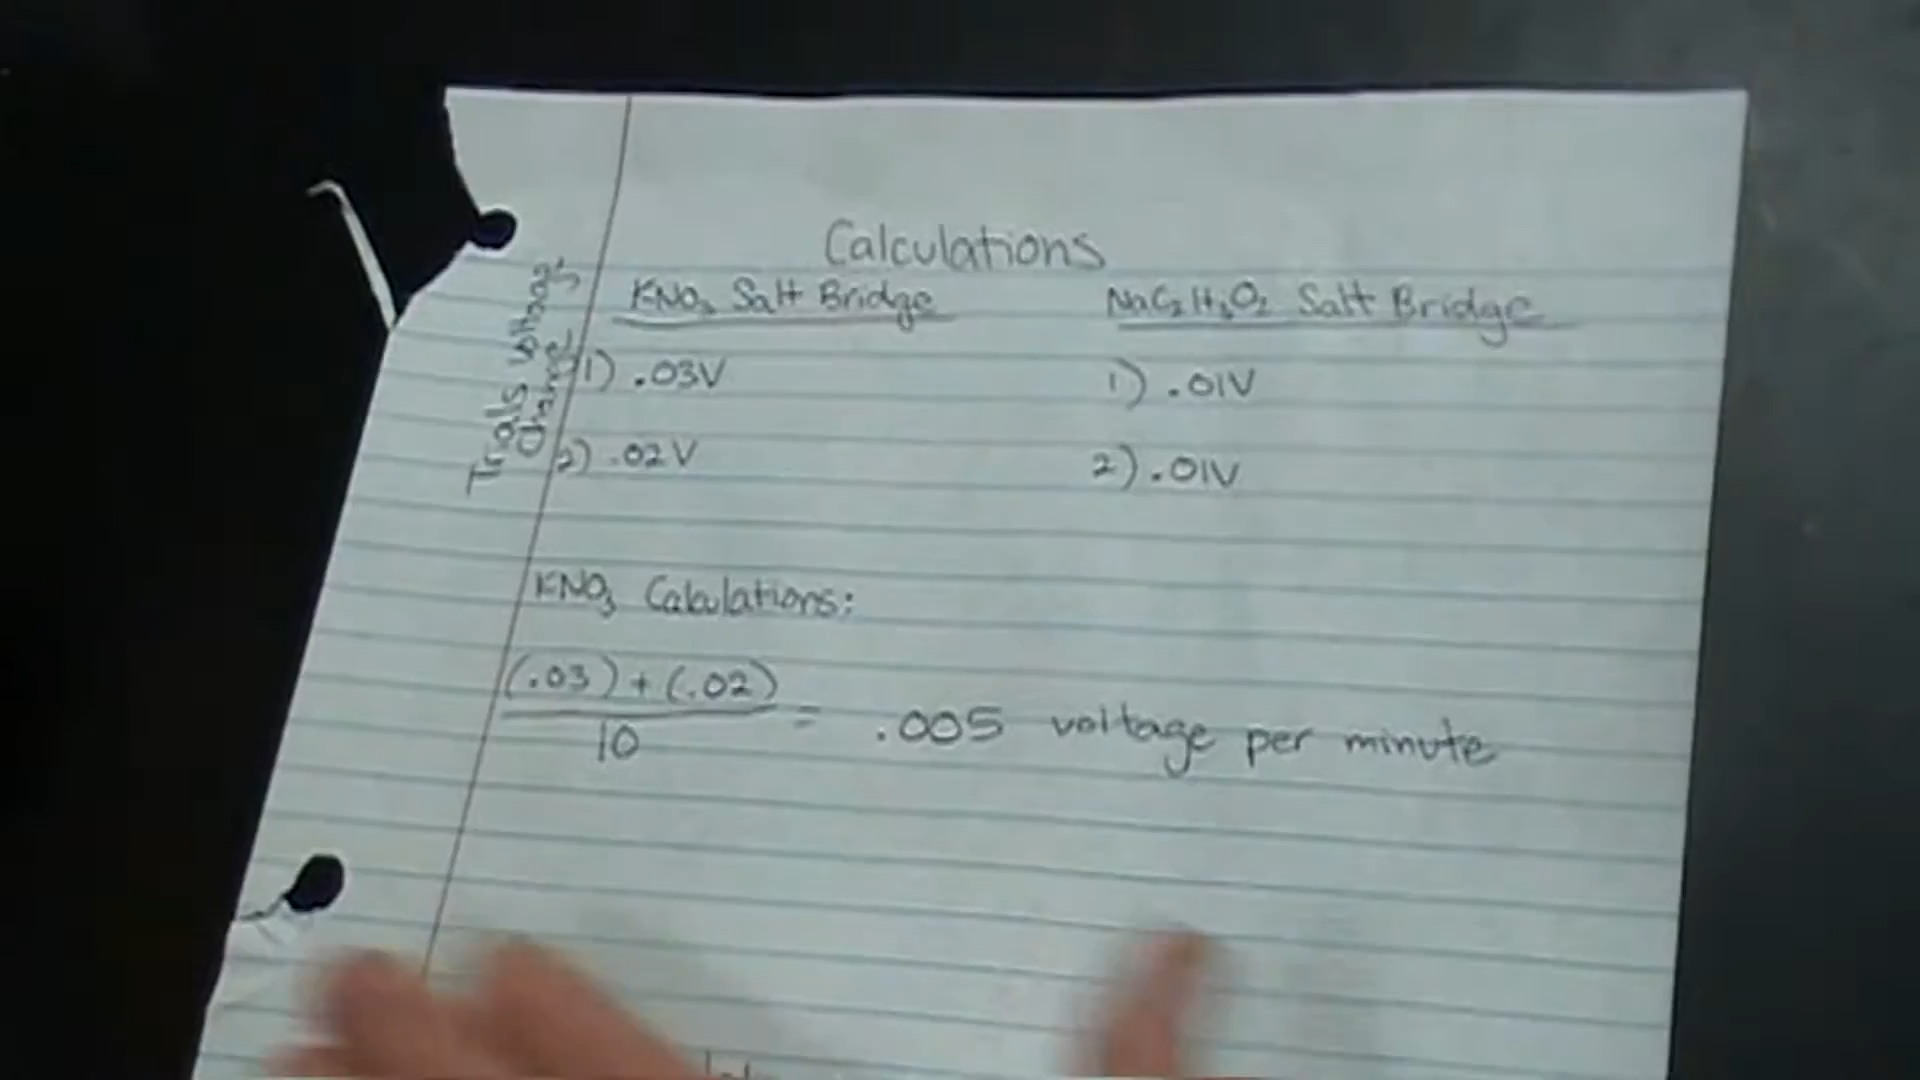 Calculations
Trials voltage
Change
KNO3 Salt Bridge
NaC2H3O2 Salt Bridge
1) .03V
1) .01V
2) .02V
2) .01V
KNO3 Calculations:
(.03) + (.02)
10
= .005 voltage per minute